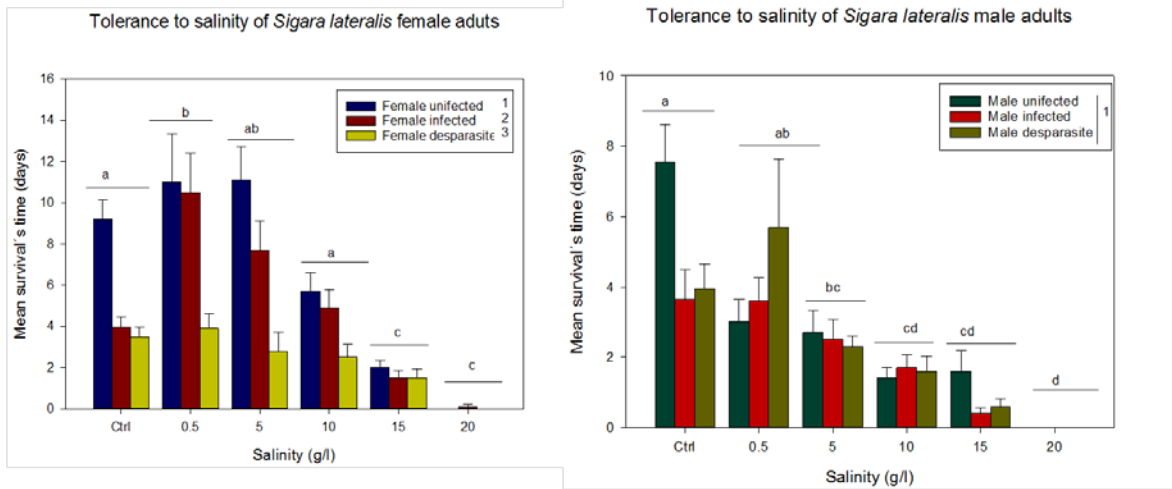 Tolerance to salinity of Sigara lateralis female aduts
Mean survival´s time (days)
16
14
12
10
8
6
4
2
0
Female unifected 1
Female infected 2
Female desparasite 3
a
b
ab
a
c
c
Ctrl 0.5 5 10 15 20
Salinity (g/l)
Tolerance to salinity of Sigara lateralis male adults
Mean survival´s time (days)
10
8
6
4
2
0
Male unifected
Male infected
Male desparasite
1
a
ab
bc
cd
cd
d
Ctrl 0.5 5 10 15 20
Salinity (g/l)